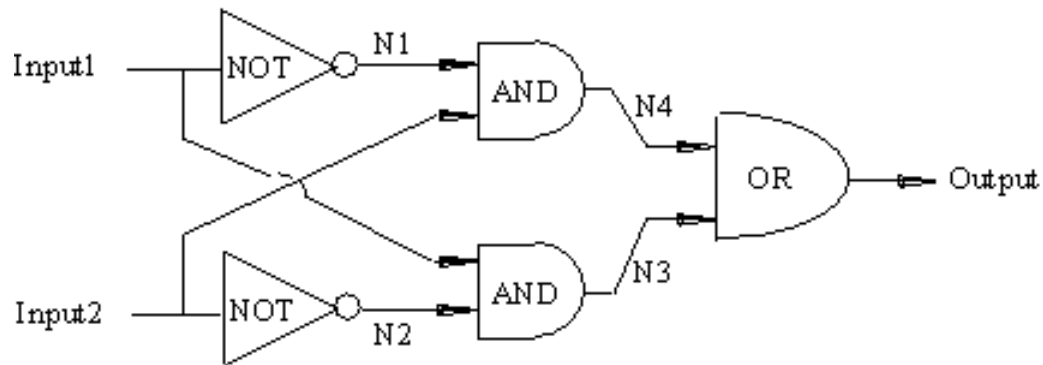 Input1
NOT
N1
AND
N4
OR
Output
Input2
NOT
N2
AND
N3